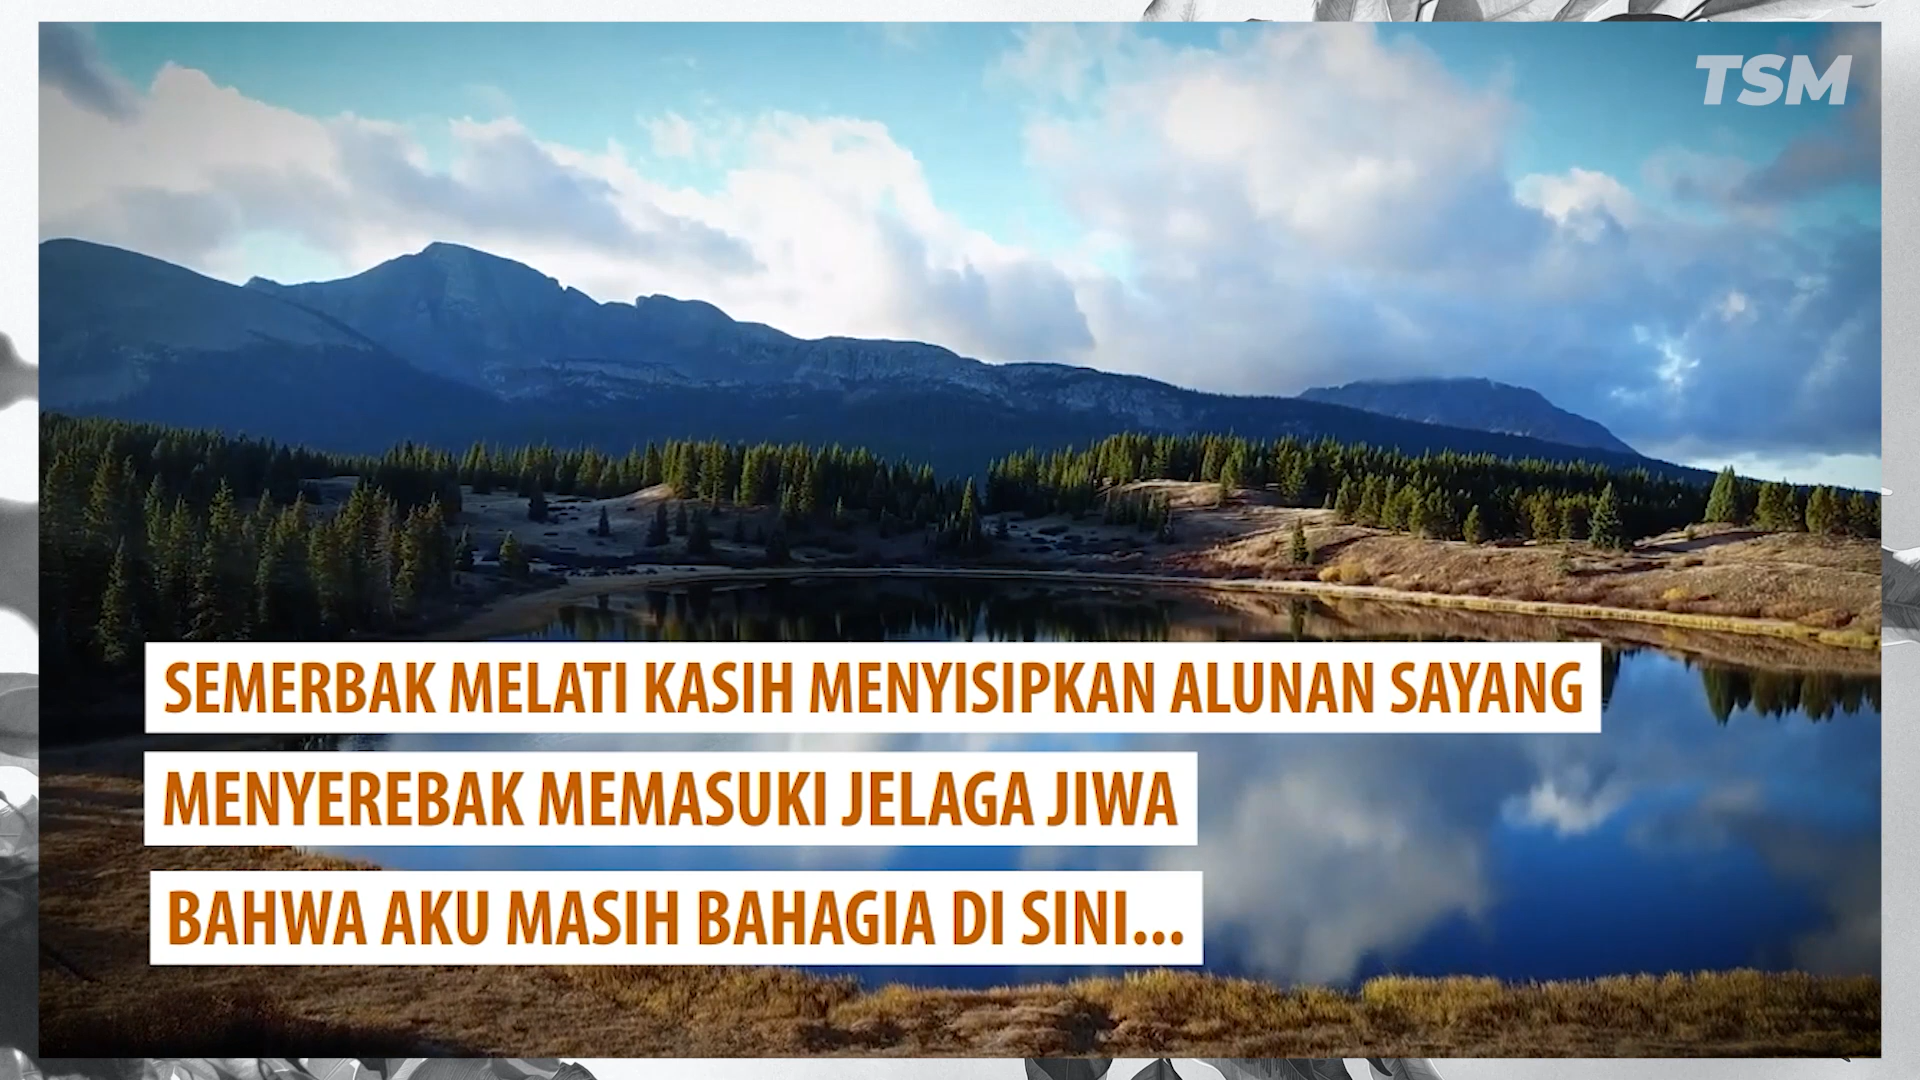 TSM
SEMERBAK MELATI KASIH MENYISIPKAN ALUNAN SAYANG
MENYEREBAK MEMASUKI JELAGA JIWA
BAHWA AKU MASIH BAHAGIA DI SINI...